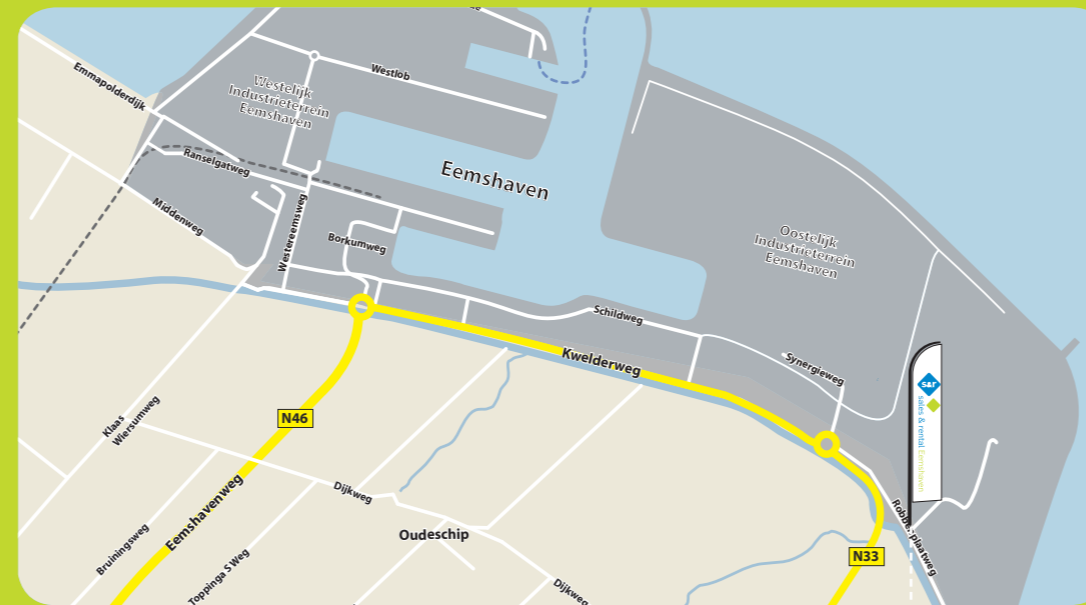 Emmapolderdijk
Westlob
Westelijk
Industrieterrein
Eemshaven
Ranselgatweg
Eemshaven
Middenweg
Westereemsweg
Borkumweg
Oostelijk
Industrieterrein
Eemshaven
Schildweg
Kwelderweg
Synergieweg
s&r
sales & rental Eemshaven
Klaas
Wiersumweg
N46
Eemshavenweg
Dijkweg
Oudeschip
Bruiningsweg
Toppinga S Weg
Dijkweg
N33